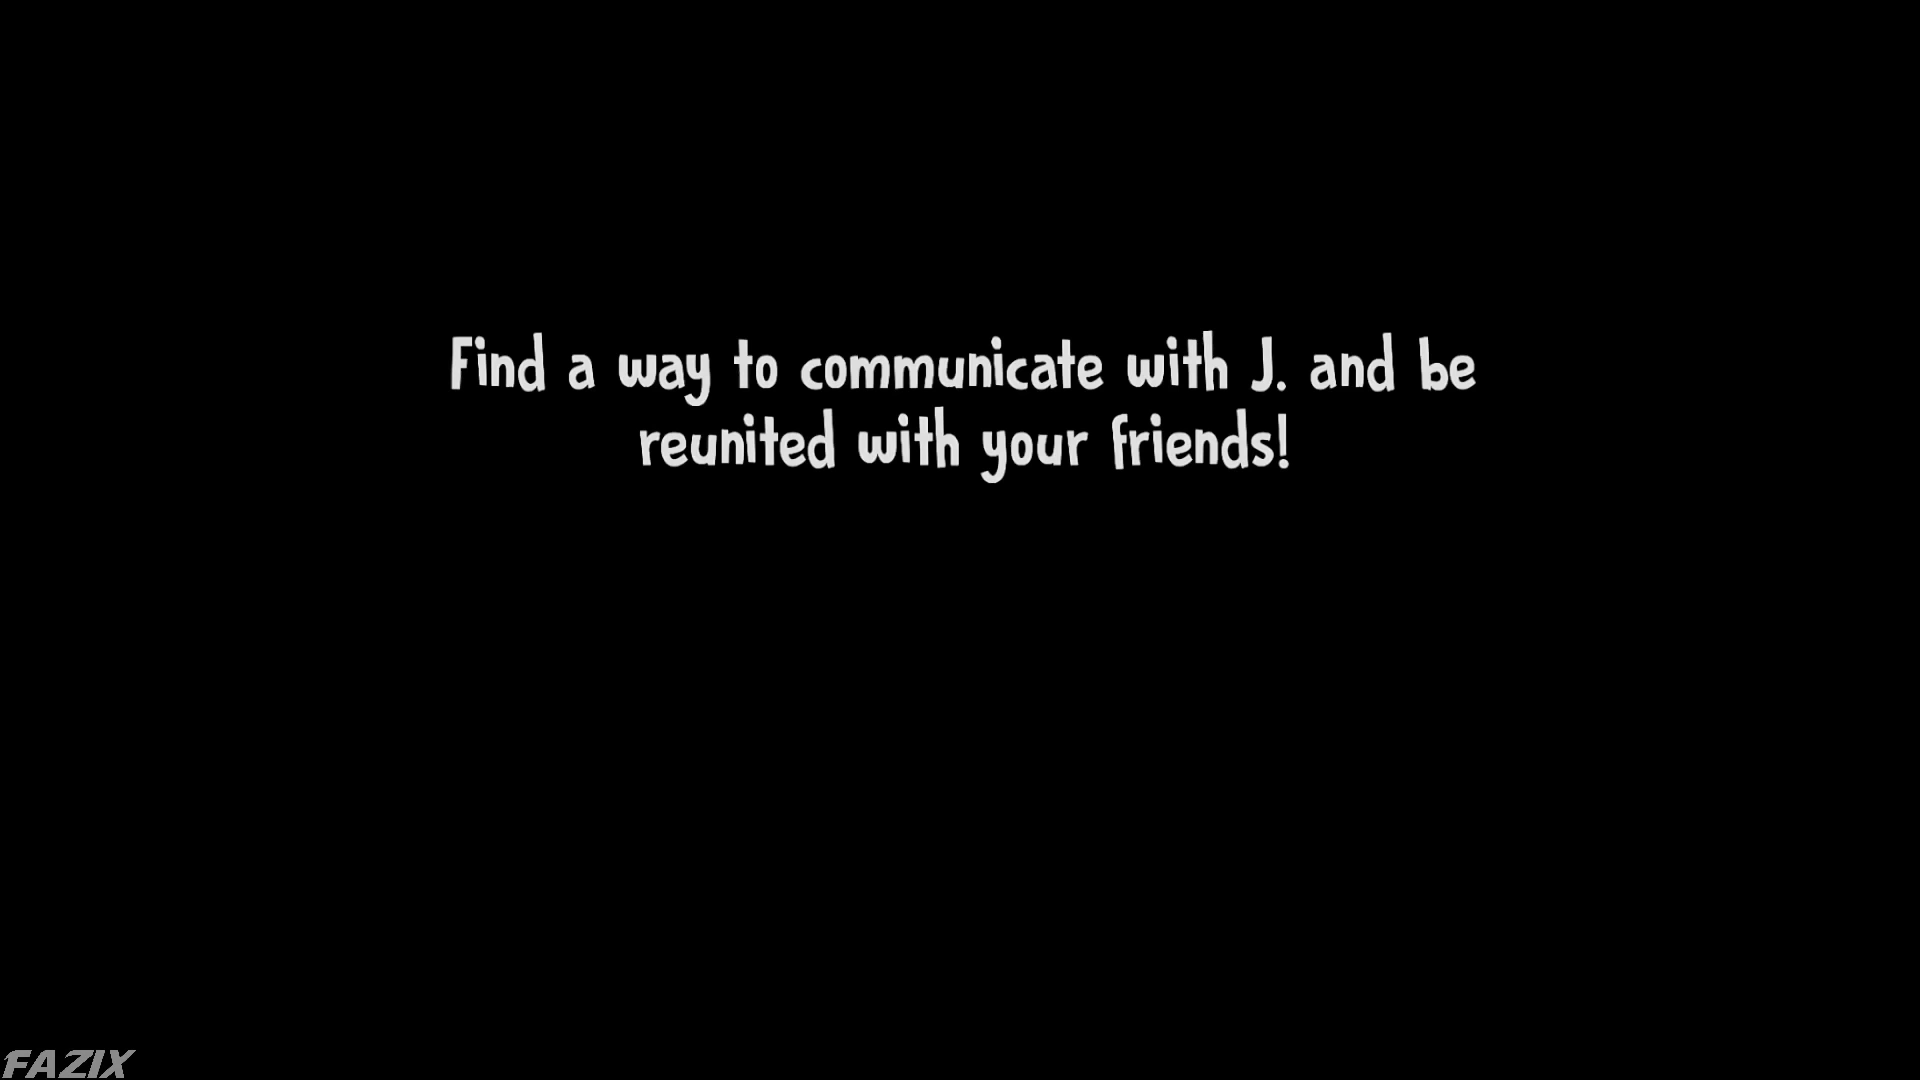 Find a way to communicate with J. and be
reunited with your friends!
FAZIX